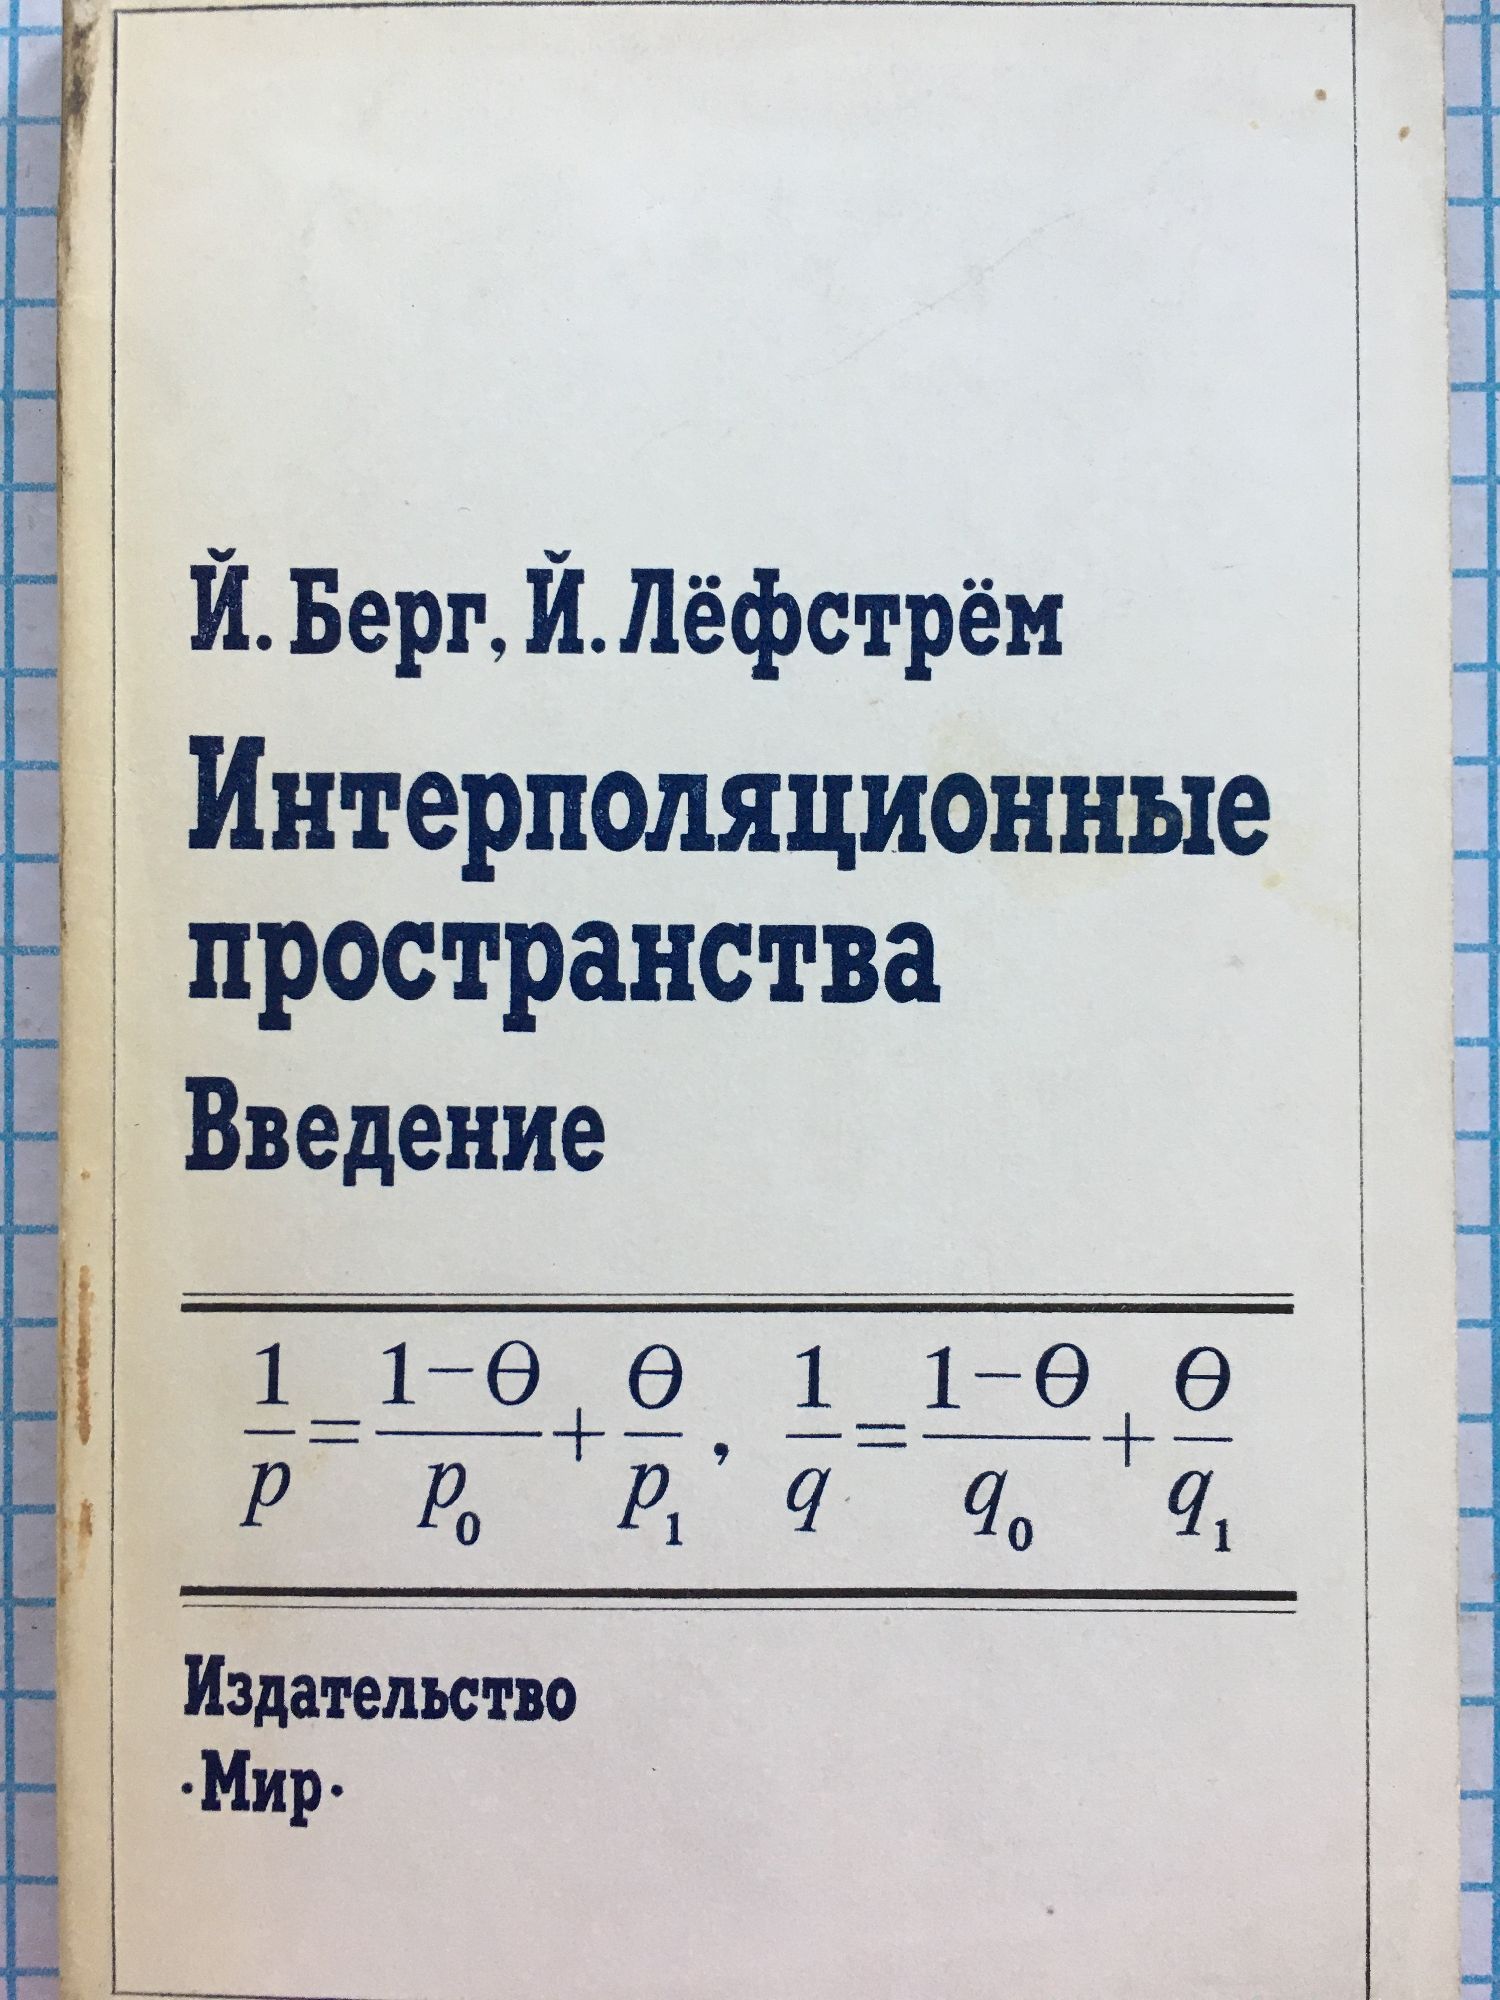 Й. Берг, Й. Лёфстрём
Интерполяционные
пространства
Введение
1/p = (1−Θ)/p₀ + Θ/p₁ , 1/q = (1−Θ)/q₀ + Θ/q₁
Издательство
·Мир·